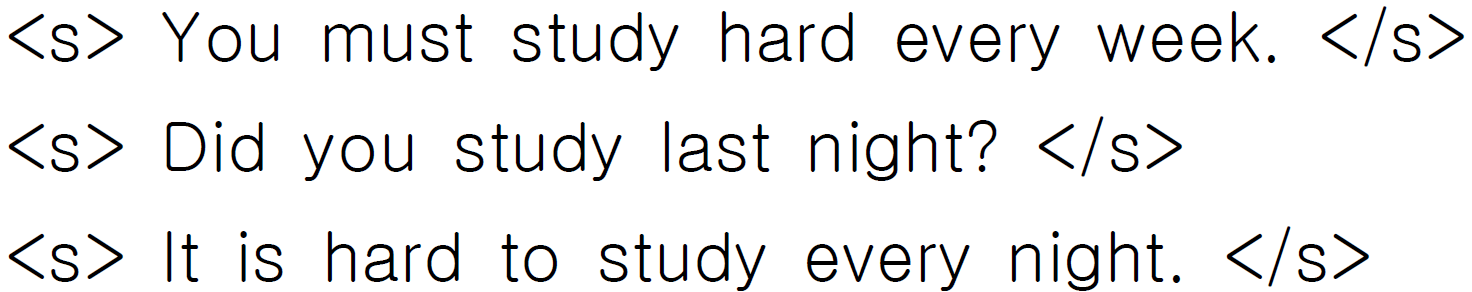 <s> You must study hard every week. </s>
<s> Did you study last night? </s>
<s> It is hard to study every night. </s>